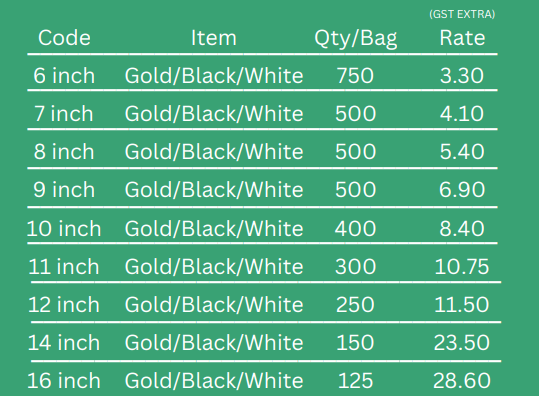 (GST EXTRA)
Code Item Qty/Bag Rate
6 inch Gold/Black/White 750 3.30
7 inch Gold/Black/White 500 4.10
8 inch Gold/Black/White 500 5.40
9 inch Gold/Black/White 500 6.90
10 inch Gold/Black/White 400 8.40
11 inch Gold/Black/White 300 10.75
12 inch Gold/Black/White 250 11.50
14 inch Gold/Black/White 150 23.50
16 inch Gold/Black/White 125 28.60